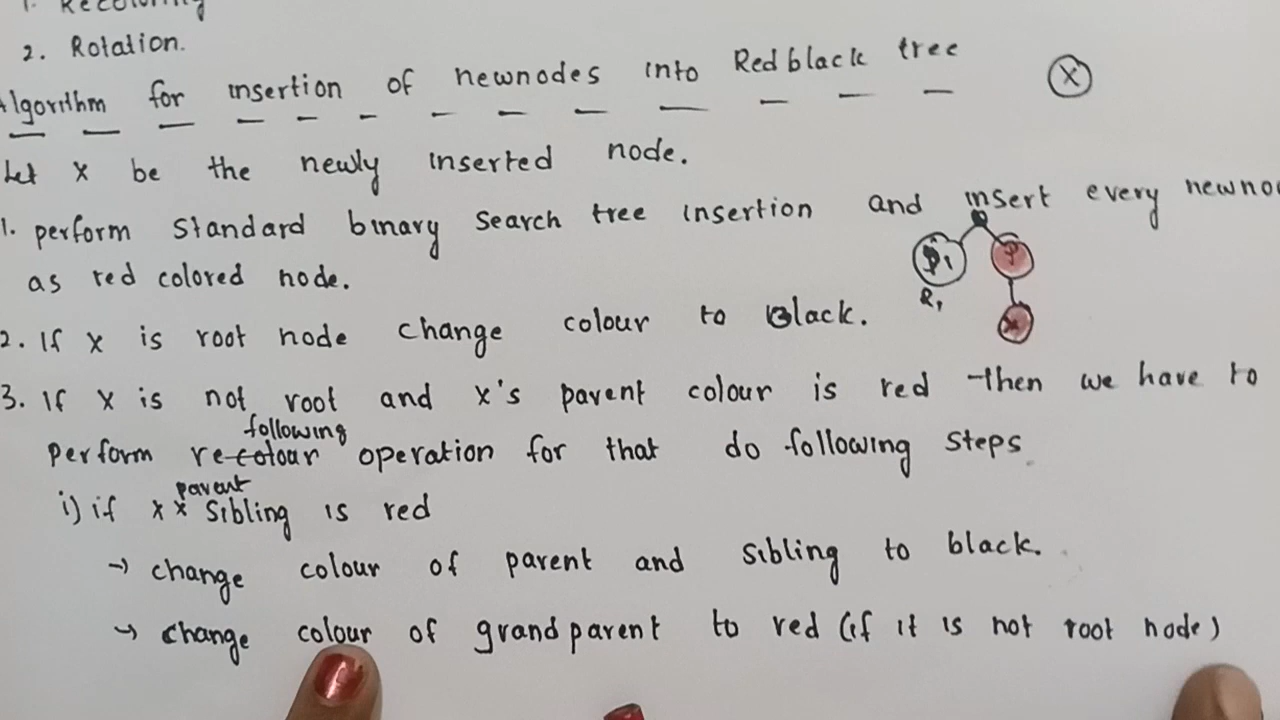 1. Recolouring
2. Rotation.
Algorithm for insertion of newnodes into Redblack tree
X
Let x be the newly inserted node.
1. perform standard binary search tree insertion and insert every newno
as red colored node.
P1 P
R1
x
2. If x is root node change colour to Black.
3. If x is not root and x's parent colour is red then we have to
following
perform recolour operation for that do following steps.
parent
i) if x x sibling is red
→ change colour of parent and sibling to black.
→ change colour of grandparent to red (if it is not root node)